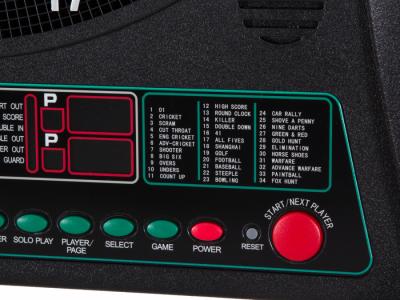 17
RT OUT
SCORE
UBLE IN
BLE OUT
ER OUT
GUARD
P
P
1 01
2 CRICKET
3 SCRAM
4 CUT THROAT
5 ENG CRICKET
6 ADV-CRICKET
7 SHOOTER
8 BIG SIX
9 OVERS
10 UNDERS
11 COUNT UP
12 HIGH SCORE
13 ROUND CLOCK
14 KILLER
15 DOUBLE DOWN
16 41
17 ALL FIVES
18 SHANGHAI
19 GOLF
20 FOOTBALL
21 BASEBALL
22 STEEPLE
23 BOWLING
24 CAR RALLY
25 SHOVE A PENNY
26 NINE DARTS
27 GREEN & RED
28 GOLD HUNT
29 ELIMINATION
30 HORSE SHOES
31 WARFARE
32 ADVANCE WARFARE
33 PAINTBALL
34 FOX HUNT
START/NEXT PLAYER
ER
SOLO PLAY
PLAYER/
PAGE
SELECT
GAME
POWER
RESET